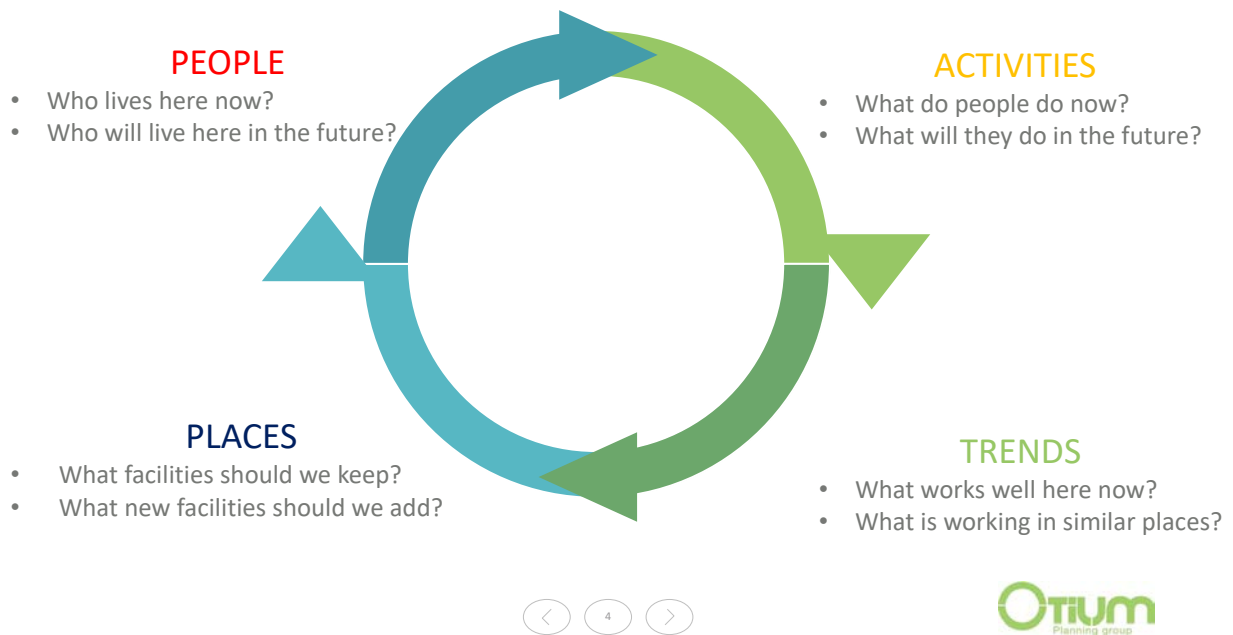 PEOPLE
• Who lives here now?
• Who will live here in the future?
ACTIVITIES
• What do people do now?
• What will they do in the future?
PLACES
• What facilities should we keep?
• What new facilities should we add?
TRENDS
• What works well here now?
• What is working in similar places?
4
OTIUM
Planning group